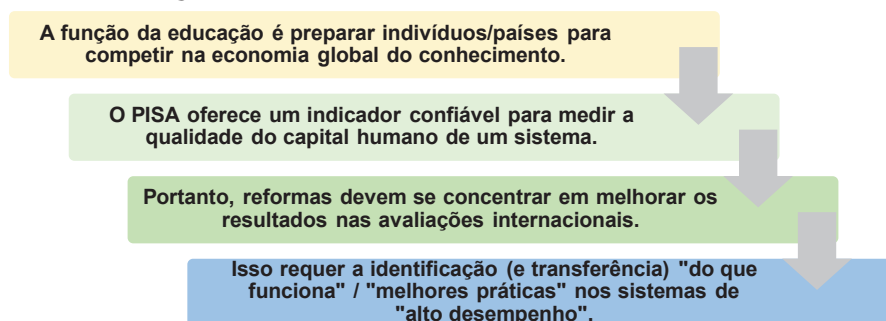 A função da educação é preparar indivíduos/países para
competir na economia global do conhecimento.
O PISA oferece um indicador confiável para medir a
qualidade do capital humano de um sistema.
Portanto, reformas devem se concentrar em melhorar os
resultados nas avaliações internacionais.
Isso requer a identificação (e transferência) "do que
funciona" / "melhores práticas" nos sistemas de
"alto desempenho".